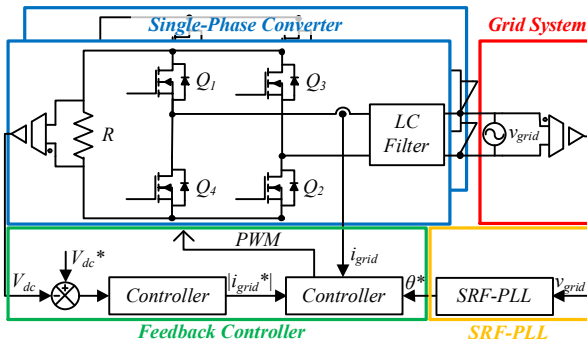 Single-Phase Converter
Grid System
Q1
Q3
R
LC
Filter
vgrid
Q4
Q2
PWM
igrid
Vdc*
Vdc
Controller
|igrid*|
Controller
θ*
SRF-PLL
vgrid
Feedback Controller
SRF-PLL